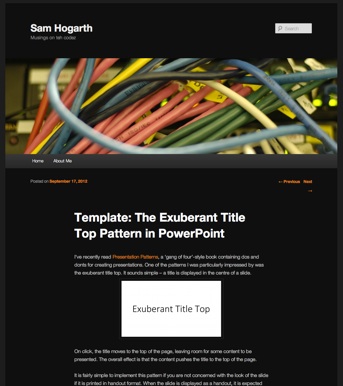 Sam Hogarth
Musings on teh codez
Search
Home About Me
Posted on September 17, 2012
← Previous Next
→
Template: The Exuberant Title
Top Pattern in PowerPoint
I've recently read Presentation Patterns, a 'gang of four'-style book containing dos and
donts for creating presentations. One of the patterns I was particularly impressed by was
the exuberant title top. It sounds simple – a title is displayed in the centre of a slide.
Exuberant Title Top
On click, the title moves to the top of the page, leaving room for some content to be
presented. The overall effect is that the content pushes the title to the top of the page.
It is fairly simple to implement this pattern if you are not concerned with the look of the slide
if it is printed in handout format. When the slide is displayed as a handout, it is expected